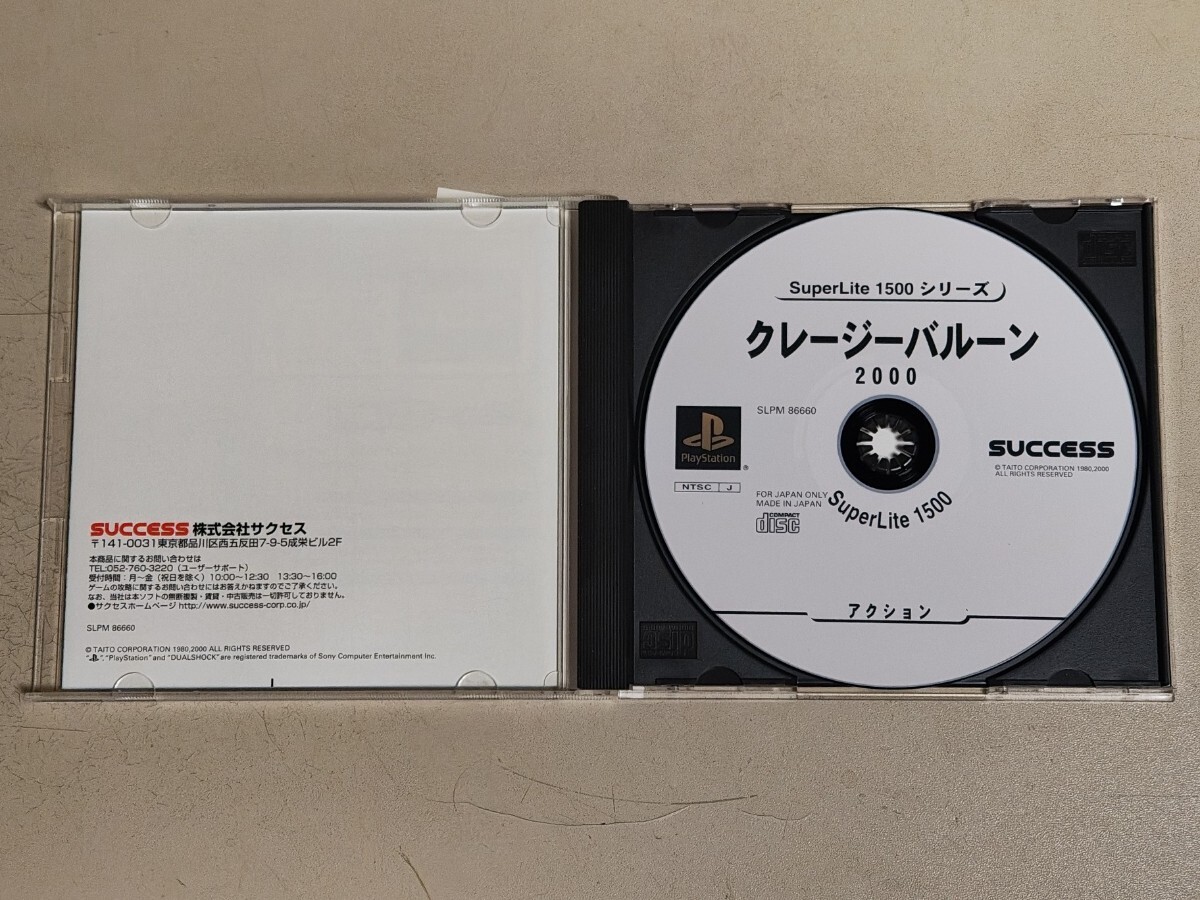 SUCCESS 株式会社サクセス
〒141-0031東京都品川区西五反田7-9-5成栄ビル2F
本商品に関するお問い合わせは
TEL:052-760-3220（ユーザーサポート）
受付時間：月〜金（祝日を除く）10:00〜12:30　13:30〜16:00
ゲームの攻略に関するお問い合わせにはお答えかねますのでご了承ください。
なお、当社は本ソフトの無断複製・賃貸・中古販売は一切許可しておりません。
●サクセスホームページ http://www.success-corp.co.jp/
SLPM 86660
© TAITO CORPORATION 1980,2000 ALL RIGHTS RESERVED
" ", "PlayStation" and "DUALSHOCK" are registered trademarks of Sony Computer Entertainment Inc.
SuperLite 1500 シリーズ
クレージーバルーン
2000
SLPM 86660
PlayStation ®
NTSC J
FOR JAPAN ONLY
MADE IN JAPAN
COMPACT
disc
SuperLite 1500
SUCCESS
© TAITO CORPORATION 1980,2000
ALL RIGHTS RESERVED
アクション